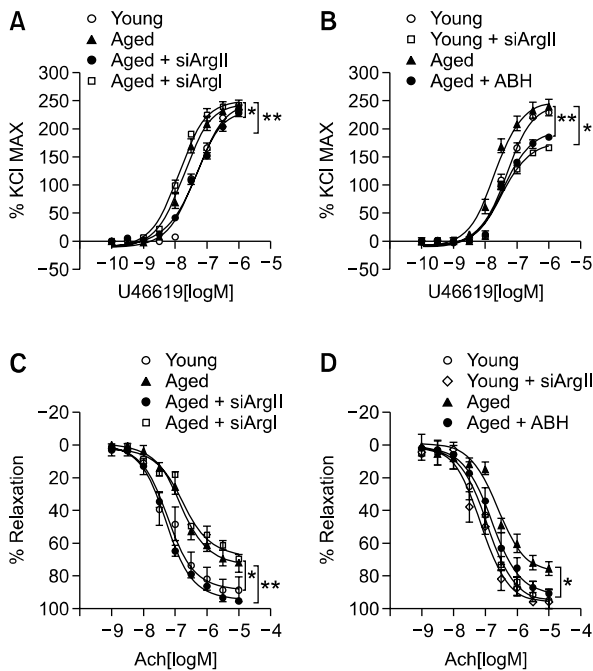 A
Young
Aged
Aged + siArgII
Aged + siArgI
% KCl MAX
300
250
200
150
100
50
0
−50
−10 −9 −8 −7 −6 −5
U46619[logM]
*
**
B
Young
Young + siArgII
Aged
Aged + ABH
% KCl MAX
300
250
200
150
100
50
0
−50
−10 −9 −8 −7 −6 −5
U46619[logM]
**
*
C
Young
Aged
Aged + siArgII
Aged + siArgI
% Relaxation
−20
0
20
40
60
80
100
−9 −8 −7 −6 −5 −4
Ach[logM]
*
**
D
Young
Young + siArgII
Aged
Aged + ABH
% Relaxation
−20
0
20
40
60
80
100
−9 −8 −7 −6 −5 −4
Ach[logM]
*